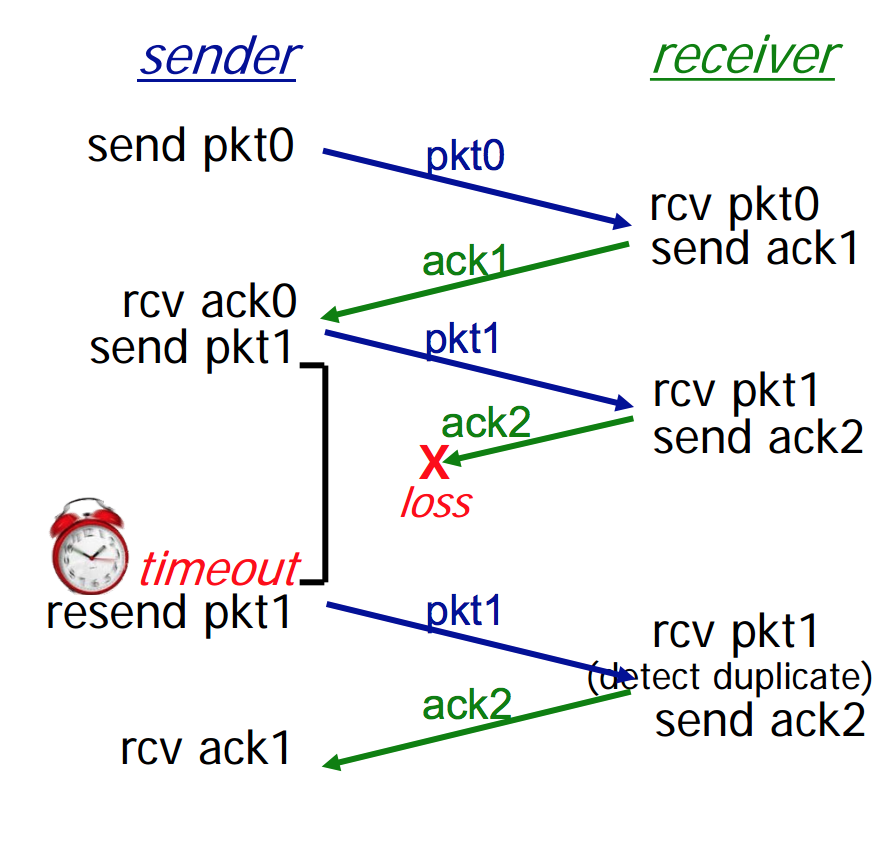 sender
receiver
send pkt0
pkt0
rcv pkt0
send ack1
ack1
rcv ack0
send pkt1
pkt1
rcv pkt1
send ack2
ack2
X
loss
timeout
resend pkt1
pkt1
rcv pkt1
(detect duplicate)
send ack2
ack2
rcv ack1